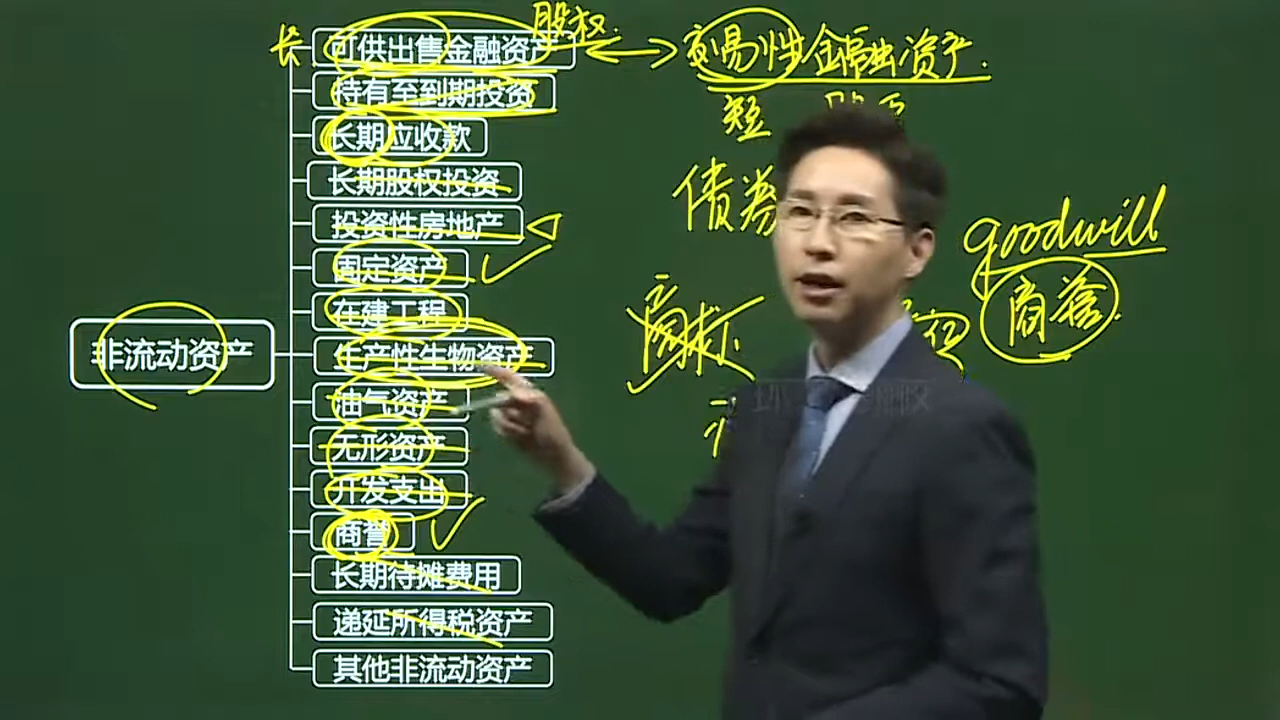 股权.
长 可供出售金融资产 交易性金融资产.
持有至到期投资
短
长期应收款
长期股权投资
债券
投资性房地产
goodwill
固定资产
在建工程
商誉.
商标
非流动资产
生产性生物资产
油气资产
无形资产
开发支出
商誉
长期待摊费用
递延所得税资产
其他非流动资产